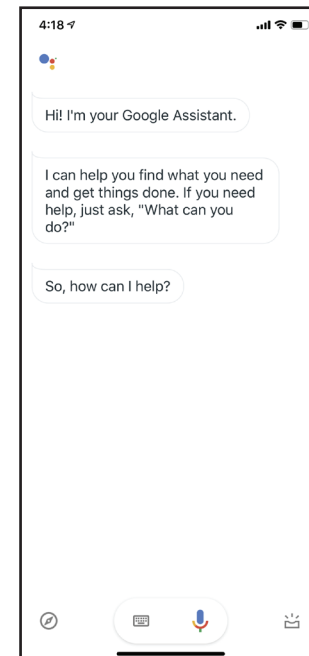 4:18
Hi! I'm your Google Assistant.
I can help you find what you need
and get things done. If you need
help, just ask, "What can you
do?"
So, how can I help?